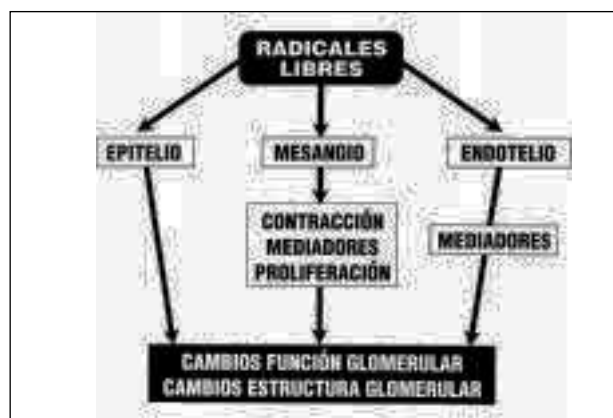 RADICALES
LIBRES
EPITELIO
MESANGIO
ENDOTELIO
CONTRACCIÓN
MEDIADORES
PROLIFERACIÓN
MEDIADORES
CAMBIOS FUNCIÓN GLOMERULAR
CAMBIOS ESTRUCTURA GLOMERULAR